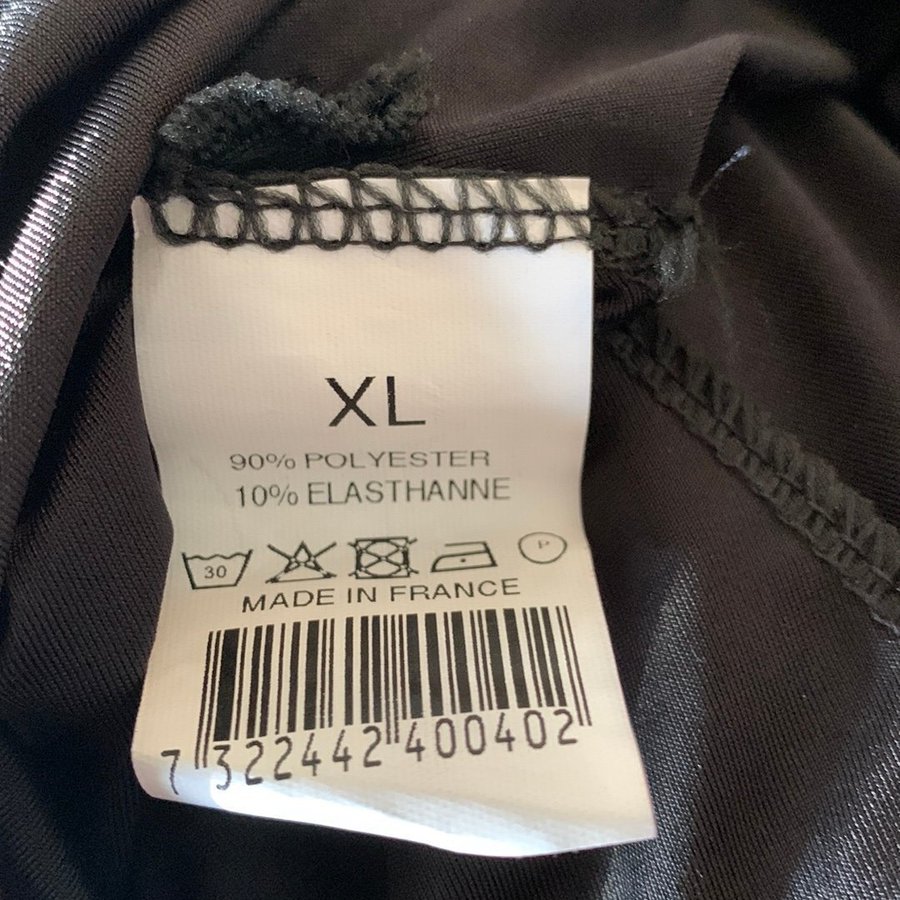 XL
90% POLYESTER
10% ELASTHANNE
30 P
MADE IN FRANCE
7 322442 400402